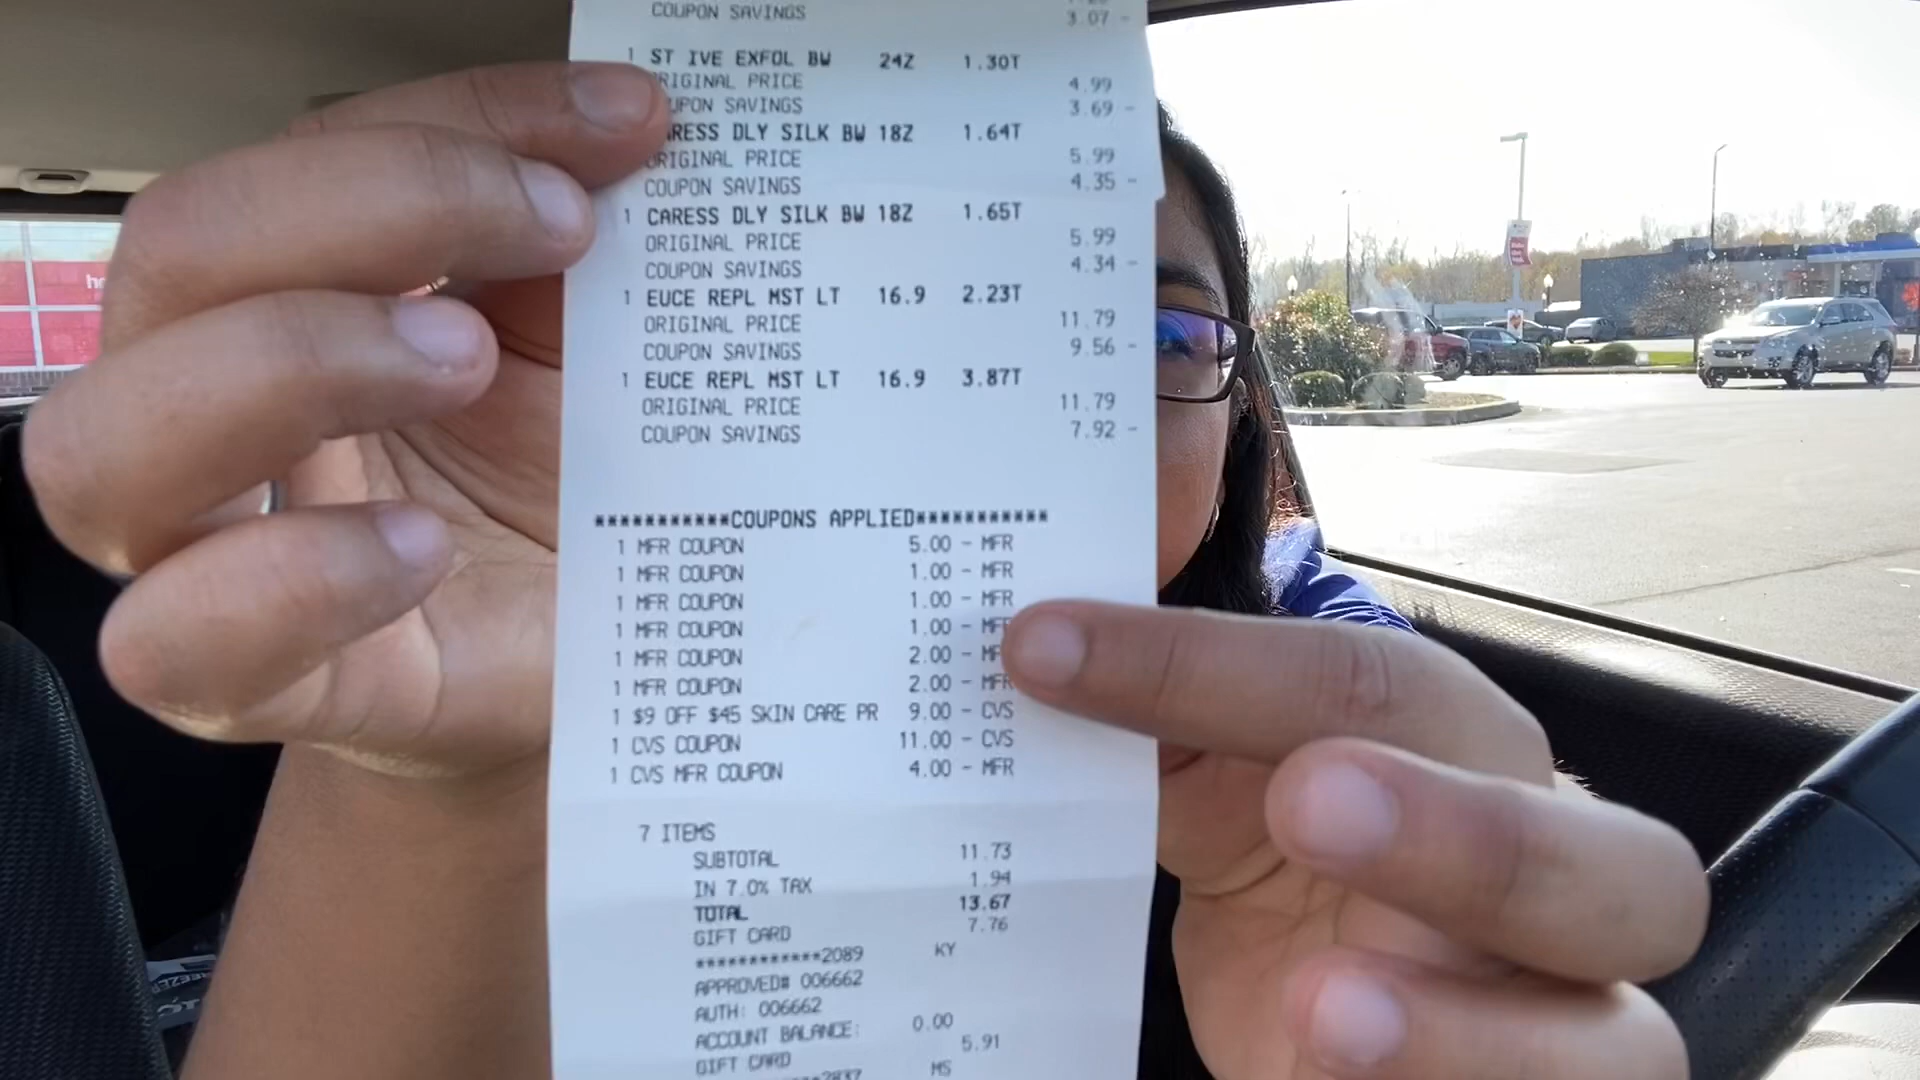 COUPON SAVINGS 3.07 -
1 ST IVE EXFOL BW 24Z 1.30T
RIGINAL PRICE 4.99
UPON SAVINGS 3.69 -
RESS DLY SILK BW 18Z 1.64T
ORIGINAL PRICE 5.99
COUPON SAVINGS 4.35 -
1 CARESS DLY SILK BW 18Z 1.65T
ORIGINAL PRICE 5.99
COUPON SAVINGS 4.34 -
1 EUCE REPL MST LT 16.9 2.23T
ORIGINAL PRICE 11.79
COUPON SAVINGS 9.56 -
1 EUCE REPL MST LT 16.9 3.87T
ORIGINAL PRICE 11.79
COUPON SAVINGS 7.92 -
***********COUPONS APPLIED***********
1 MFR COUPON 5.00 - MFR
1 MFR COUPON 1.00 - MFR
1 MFR COUPON 1.00 - MFR
1 MFR COUPON 1.00 - MFR
1 MFR COUPON 2.00 - MF
1 MFR COUPON 2.00 - MFR
1 $9 OFF $45 SKIN CARE PR 9.00 - CVS
1 CVS COUPON 11.00 - CVS
1 CVS MFR COUPON 4.00 - MFR
7 ITEMS
SUBTOTAL 11.73
IN 7.0% TAX 1.94
TOTAL 13.67
GIFT CARD 7.76
************2089 KY
APPROVED# 006662
AUTH: 006662
ACCOUNT BALANCE: 0.00
GIFT CARD 5.91
2837 MS